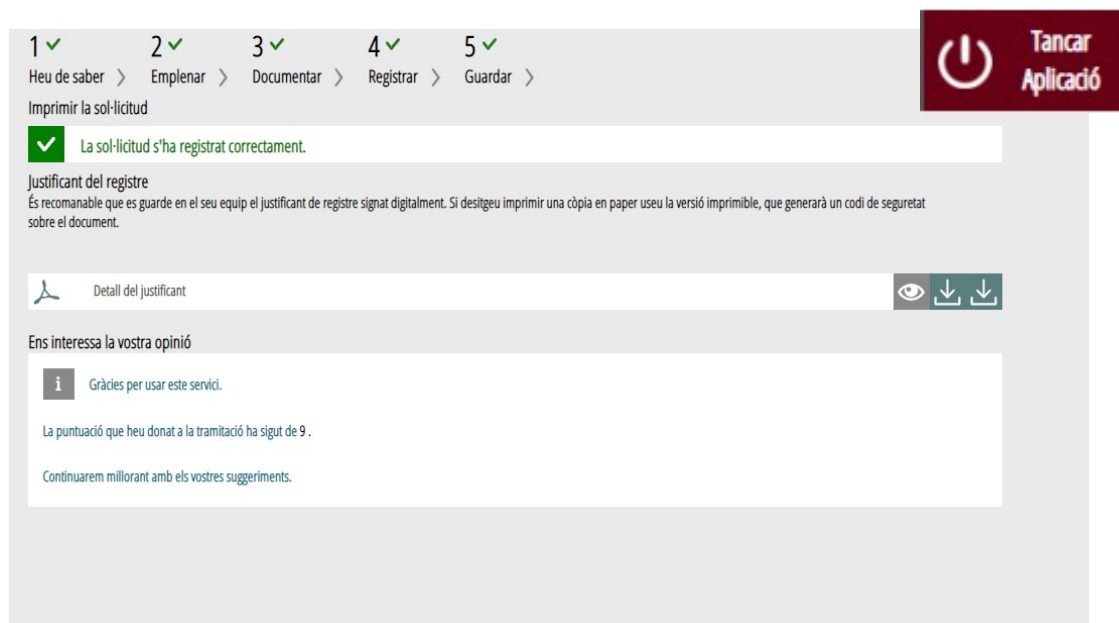 1 2 3 4 5
Heu de saber Emplenar Documentar Registrar Guardar
Tancar
Aplicació
Imprimir la sol·licitud
La sol·licitud s'ha registrat correctament.
Justificant del registre
És recomanable que es guarde en el seu equip el justificant de registre signat digitalment. Si desitgeu imprimir una còpia en paper useu la versió imprimible, que generarà un codi de seguretat
sobre el document.
Detall del justificant
Ens interessa la vostra opinió
i Gràcies per usar este servici.
La puntuació que heu donat a la tramitació ha sigut de 9 .
Continuarem millorant amb els vostres suggeriments.